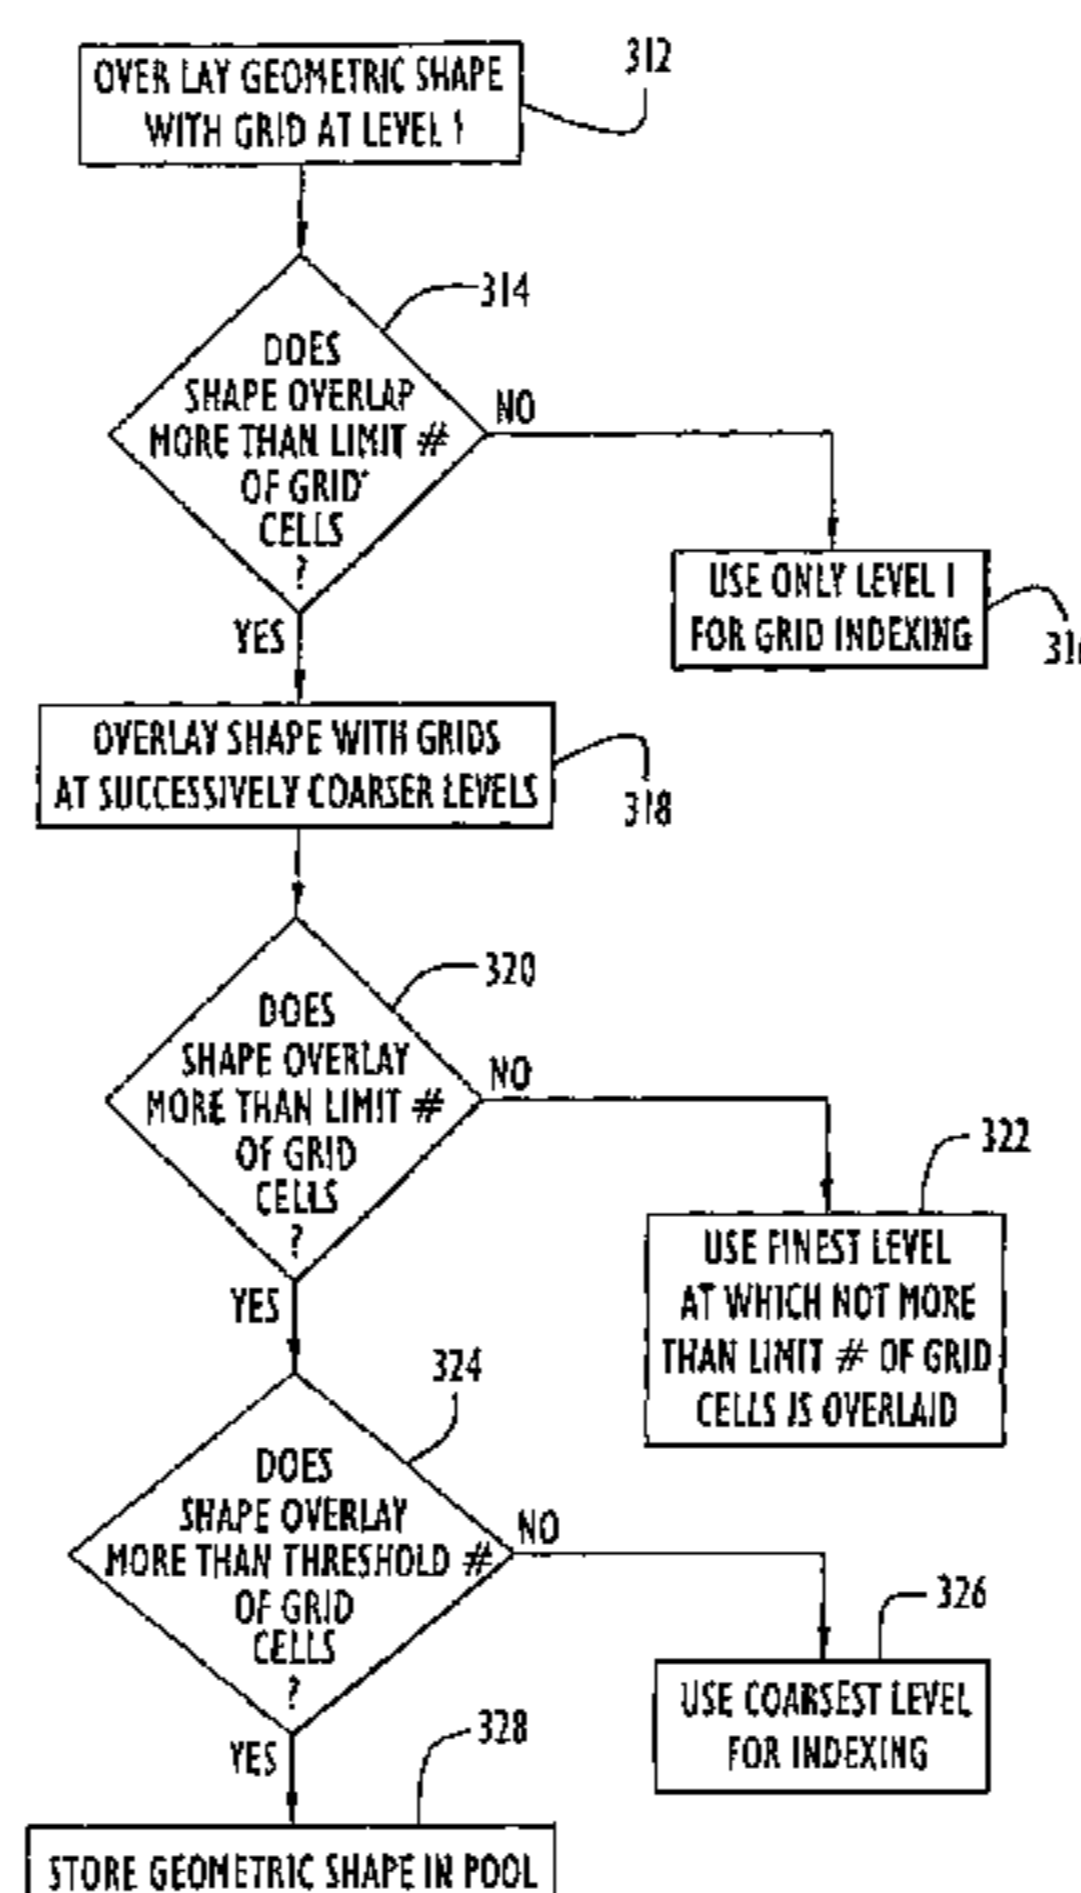 OVER LAY GEOMETRIC SHAPE
WITH GRID AT LEVEL 1
312
314
DOES
SHAPE OVERLAP
MORE THAN LIMIT #
OF GRID
CELLS
?
NO
YES
USE ONLY LEVEL 1
FOR GRID INDEXING
OVERLAY SHAPE WITH GRIDS
AT SUCCESSIVELY COARSER LEVELS
318
320
DOES
SHAPE OVERLAY
MORE THAN LIMIT #
OF GRID
CELLS
?
NO
YES
322
USE FINEST LEVEL
AT WHICH NOT MORE
THAN LIMIT # OF GRID
CELLS IS OVERLAID
324
DOES
SHAPE OVERLAY
MORE THAN THRESHOLD #
OF GRID
CELLS
?
NO
YES
326
USE COARSEST LEVEL
FOR INDEXING
328
STORE GEOMETRIC SHAPE IN POOL